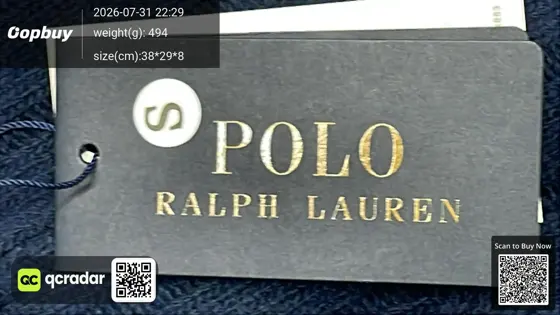 Oopbuy
2026-07-31 22:29
weight(g): 494
size(cm):38*29*8
S
POLO
RALPH LAUREN
QC qcradar
Scan to Buy Now